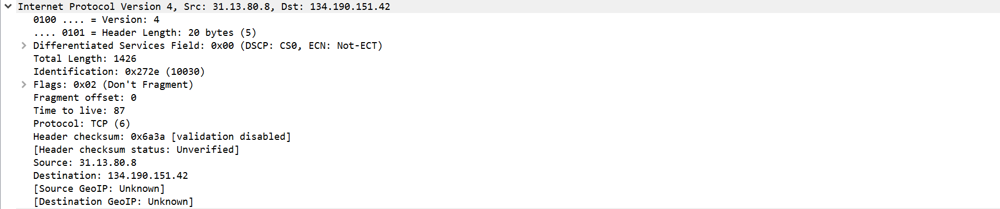 Internet Protocol Version 4, Src: 31.13.80.8, Dst: 134.190.151.42
0100 .... = Version: 4
.... 0101 = Header Length: 20 bytes (5)
Differentiated Services Field: 0x00 (DSCP: CS0, ECN: Not-ECT)
Total Length: 1426
Identification: 0x272e (10030)
Flags: 0x02 (Don't Fragment)
Fragment offset: 0
Time to live: 87
Protocol: TCP (6)
Header checksum: 0x6a3a [validation disabled]
[Header checksum status: Unverified]
Source: 31.13.80.8
Destination: 134.190.151.42
[Source GeoIP: Unknown]
[Destination GeoIP: Unknown]